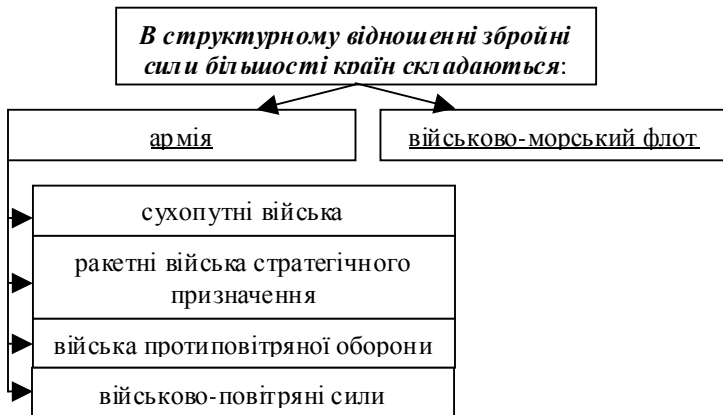 В структурному відношенні збройні
сили більшості країн складаються:
армія
військово-морський флот
сухопутні війська
ракетні війська стратегічного
призначення
війська протиповітряної оборони
військово-повітряні сили